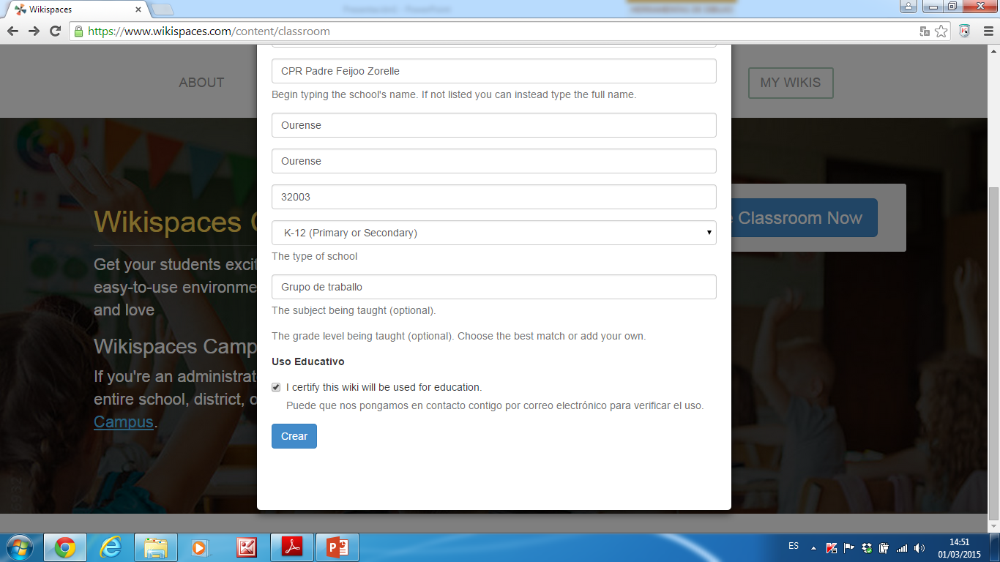 Wikispaces
https://www.wikispaces.com/content/classroom
ABOUT
MY WIKIS
CPR Padre Feijoo Zorelle
Begin typing the school's name. If not listed you can instead type the full name.
Ourense
Ourense
32003
Classroom Now
Wikispaces
K-12 (Primary or Secondary)
The type of school
Get your students
easy-to-use
and love
Grupo de traballo
The subject being taught (optional).
The grade level being taught (optional). Choose the best match or add your own.
Wikispaces
Uso Educativo
If you're an
entire school, district,
Campus.
I certify this wiki will be used for education.
Puede que nos pongamos en contacto contigo por correo electrónico para verificar el uso.
Crear
ES
14:51
01/03/2015